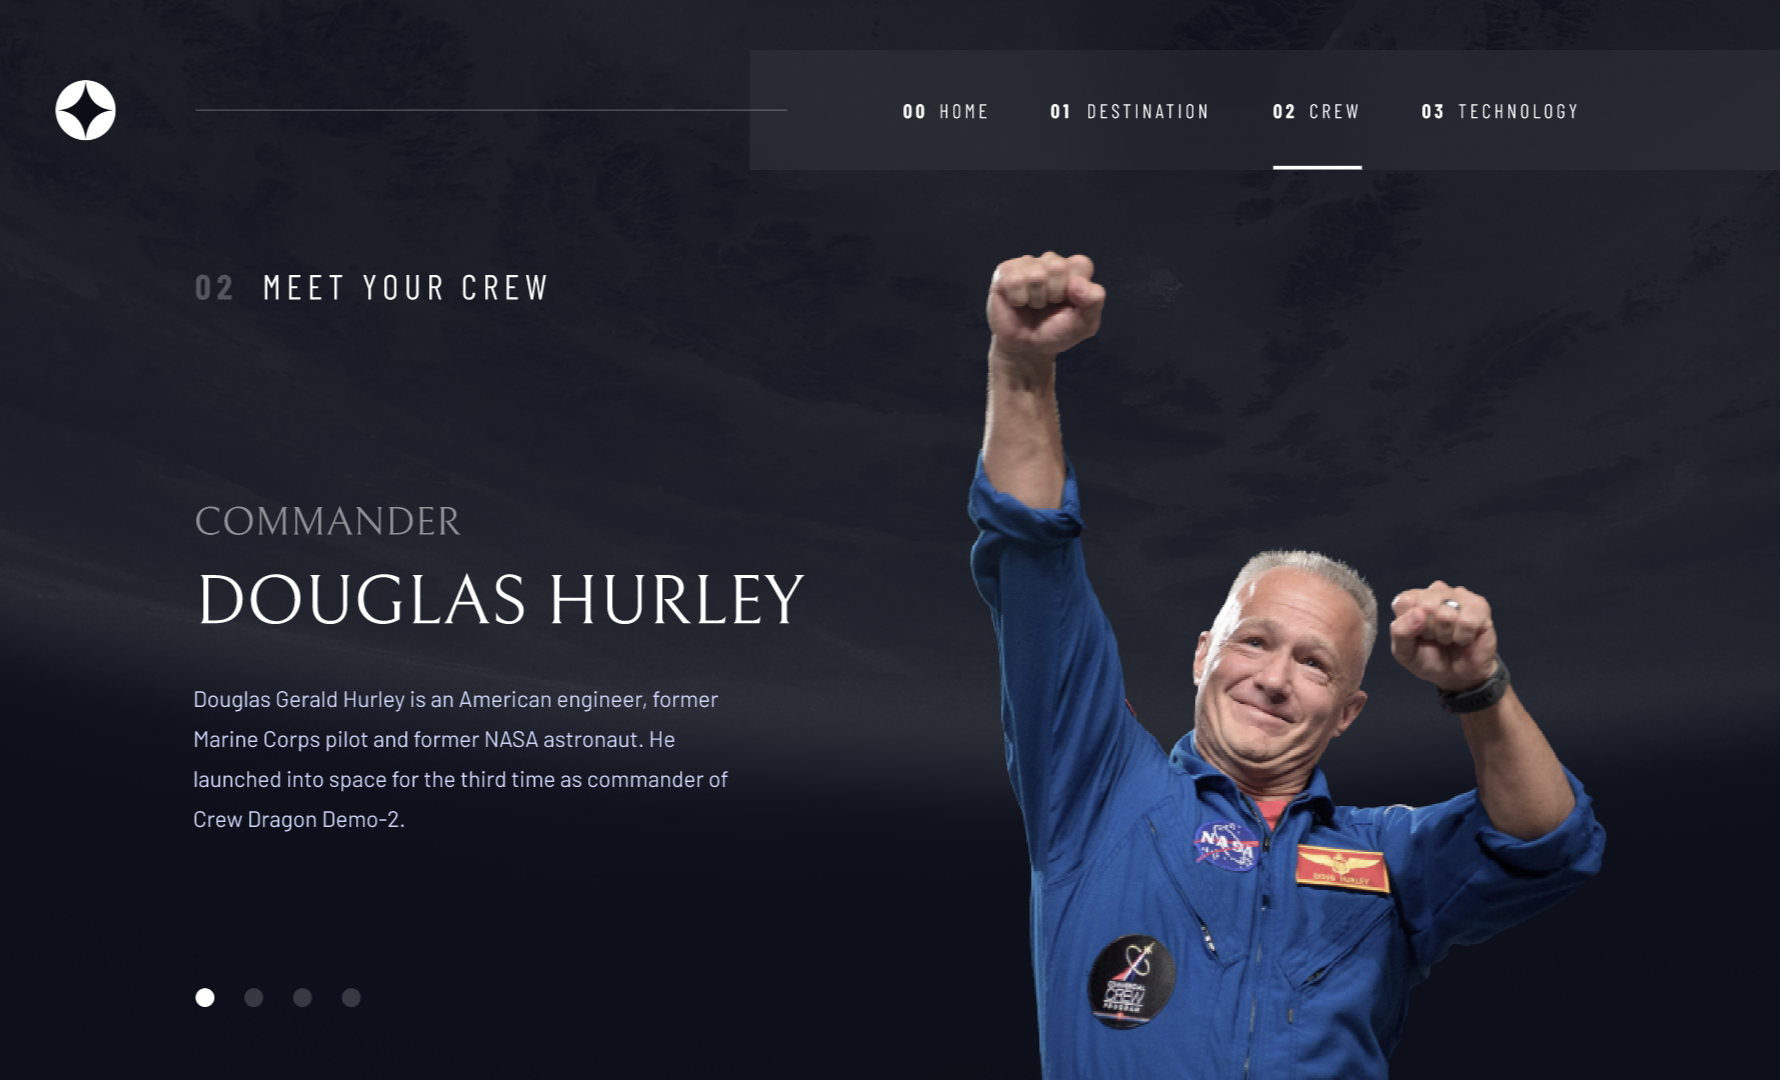 00 HOME 01 DESTINATION 02 CREW 03 TECHNOLOGY
02 MEET YOUR CREW
COMMANDER
DOUGLAS HURLEY
Douglas Gerald Hurley is an American engineer, former
Marine Corps pilot and former NASA astronaut. He
launched into space for the third time as commander of
Crew Dragon Demo-2.
NASA
DOUG HURLEY
COMMERCIAL
CREW
PROGRAM